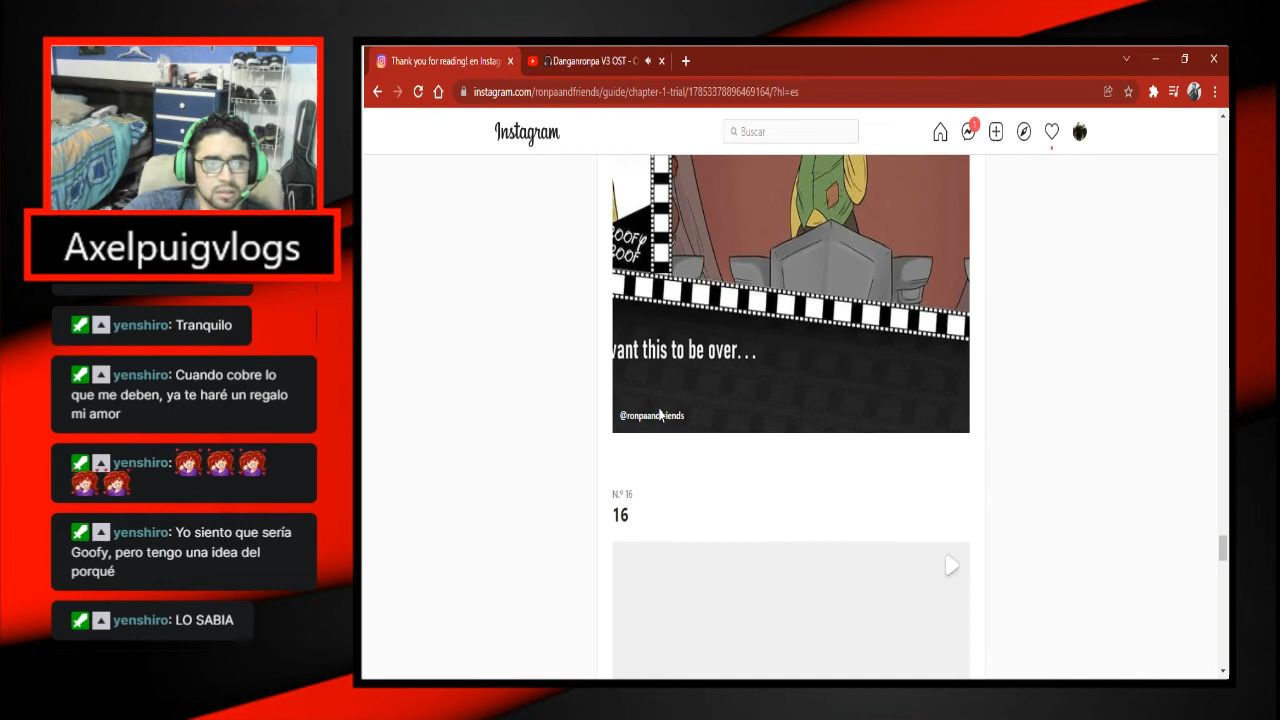 Axelpuigvlogs
yenshiro: Tranquilo
yenshiro: Cuando cobre lo
que me deben, ya te haré un regalo
mi amor
yenshiro:
yenshiro: Yo siento que sería
Goofy, pero tengo una idea del
porqué
yenshiro: LO SABIA
Thank you for reading! en Instag
Danganronpa V3 OST -
instagram.com/ronpaandfriends/guide/chapter-1-trial/17853378896469164/?hl=es
Instagram
Buscar
1
GOOFY
GOOF
want this to be over...
@ronpaandfriends
N.º 16
16